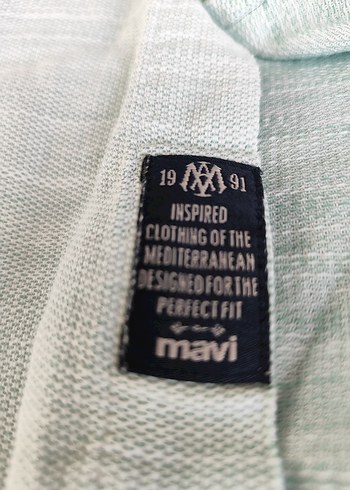 19 M 91
INSPIRED
CLOTHING OF THE
MEDITERRANEAN
DESIGNED FOR THE
PERFECT FIT
mavi